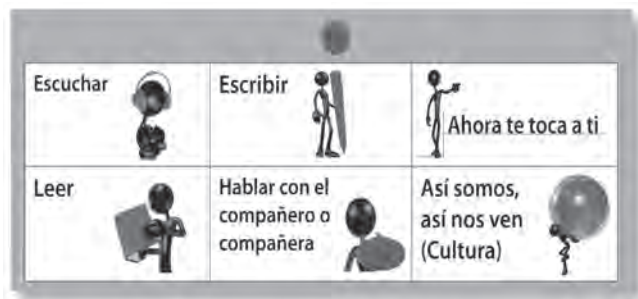 Escuchar
Escribir
Ahora te toca a ti
Leer
Hablar con el
compañero o
compañera
Así somos,
así nos ven
(Cultura)